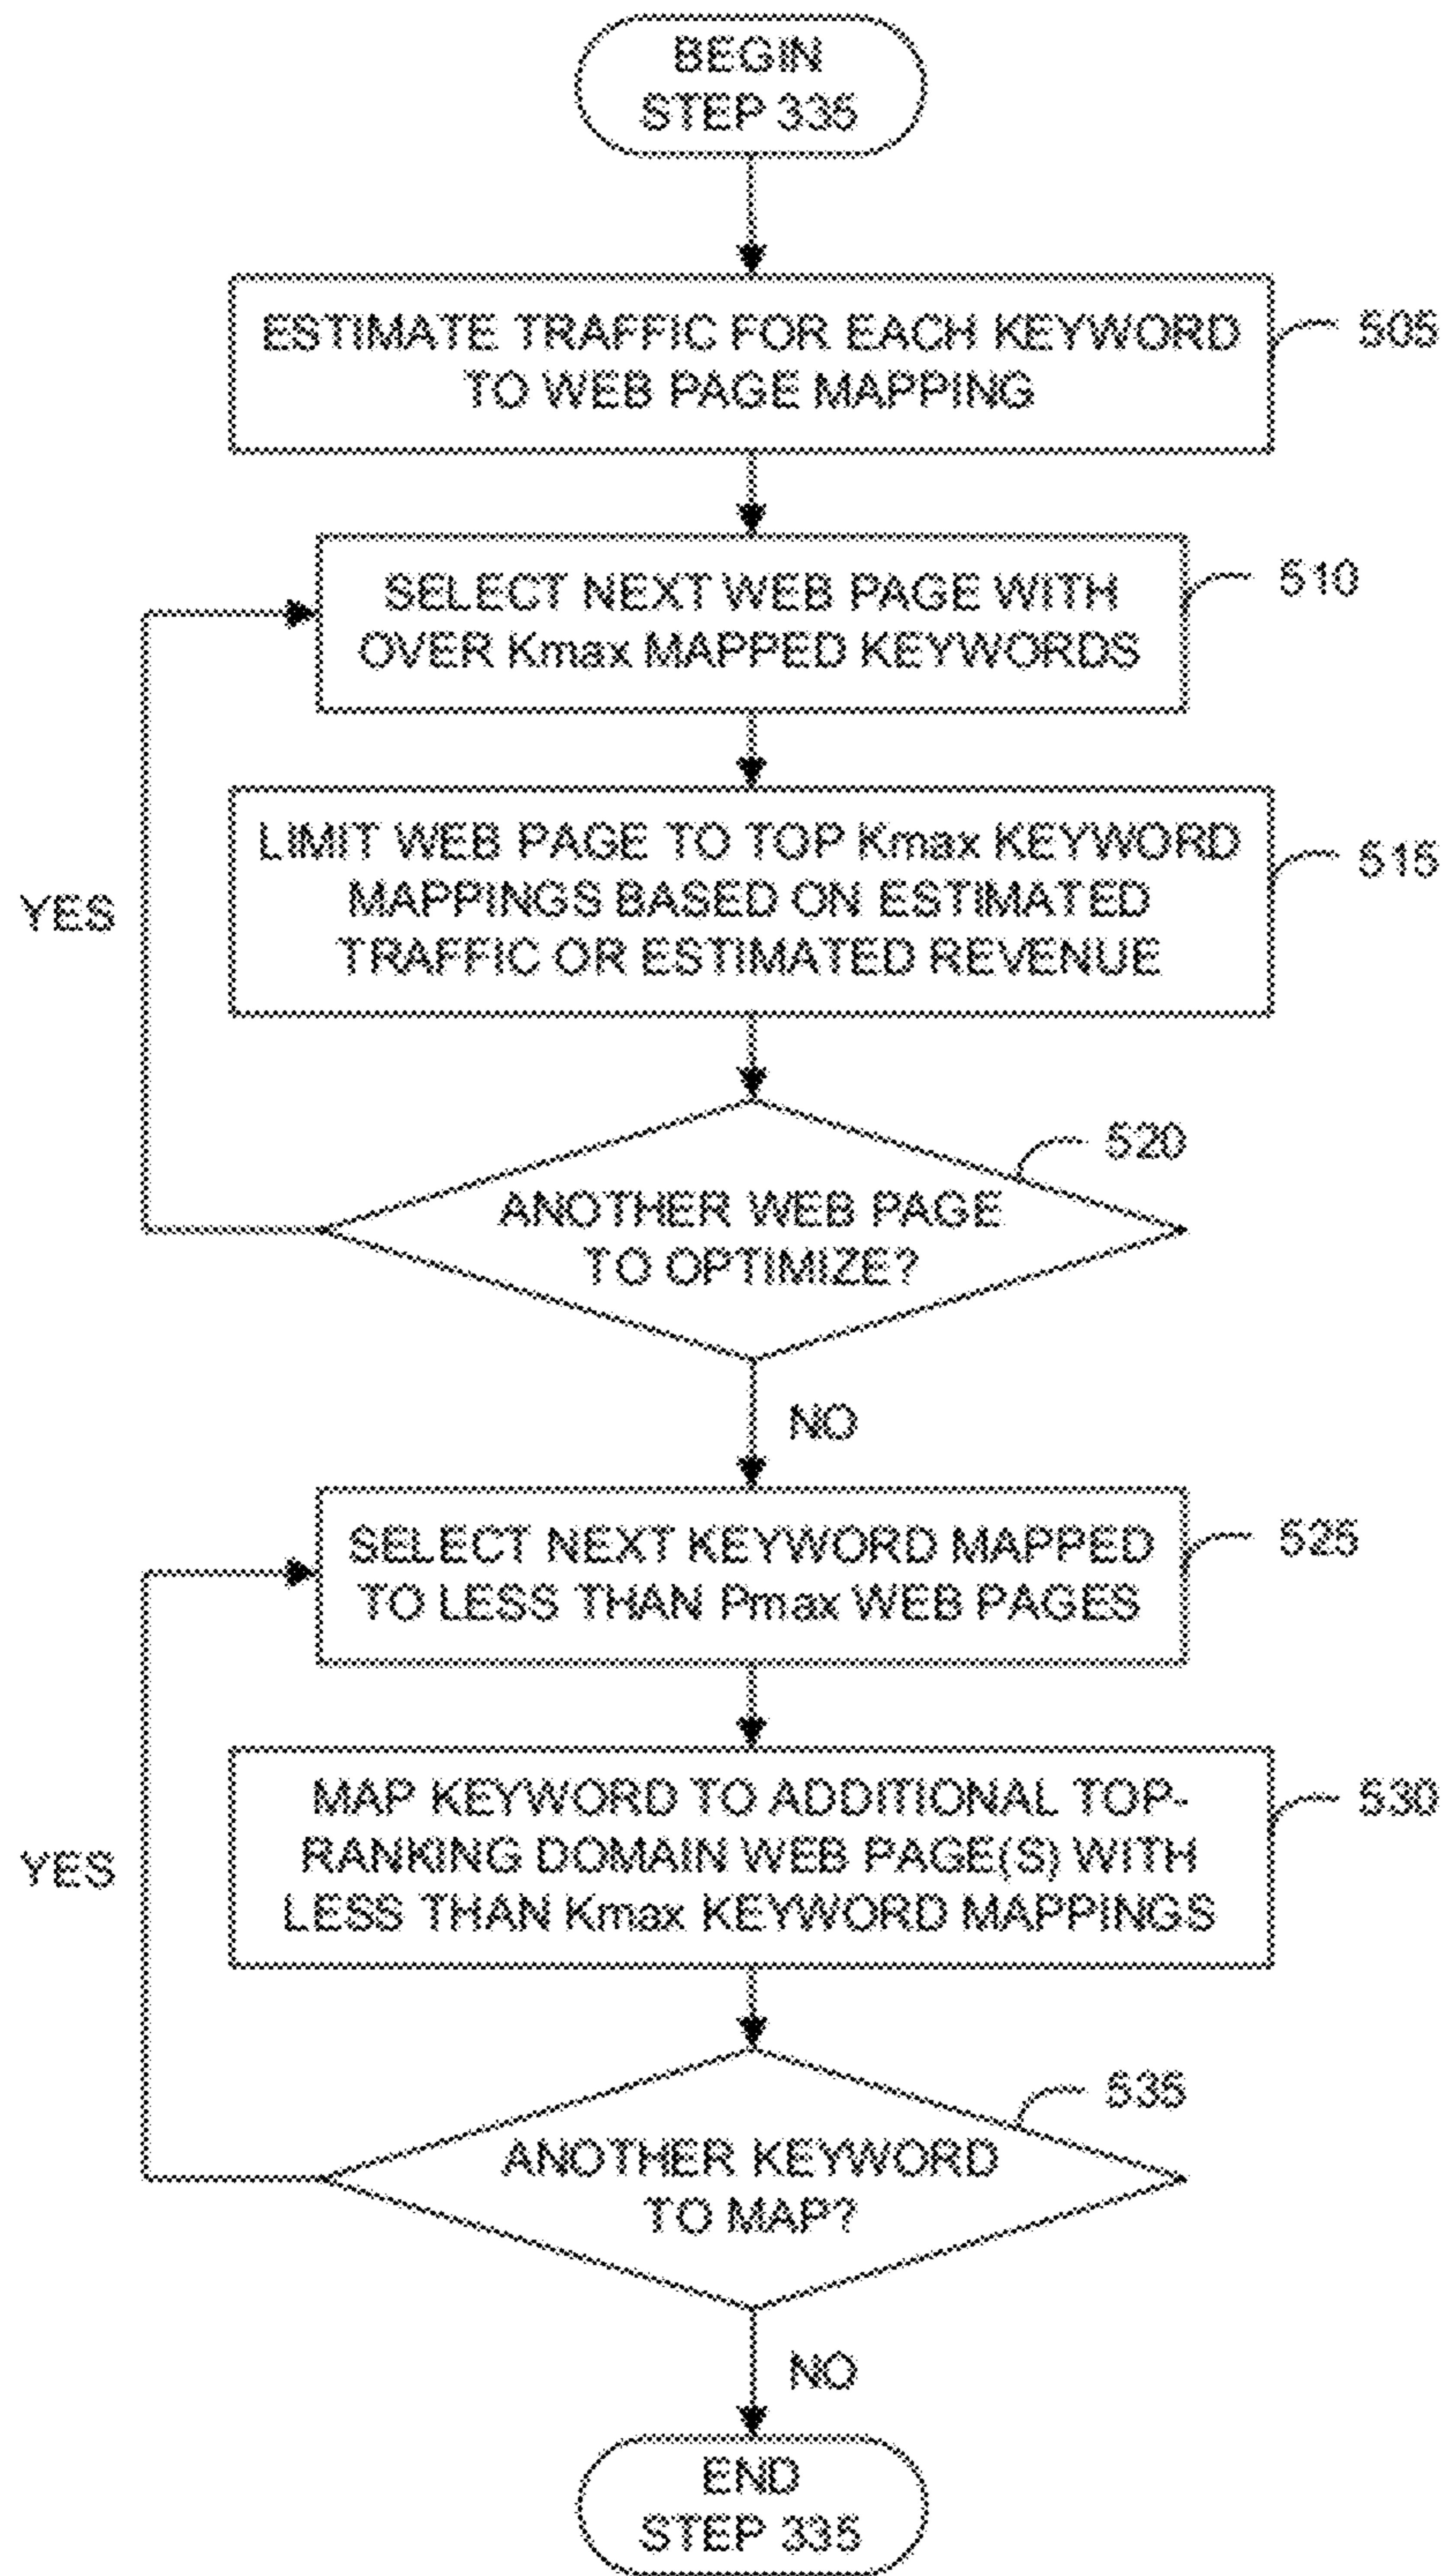 BEGIN
STEP 335
ESTIMATE TRAFFIC FOR EACH KEYWORD
TO WEB PAGE MAPPING
505
SELECT NEXT WEB PAGE WITH
OVER Kmax MAPPED KEYWORDS
510
LIMIT WEB PAGE TO TOP Kmax KEYWORD
MAPPINGS BASED ON ESTIMATED
TRAFFIC OR ESTIMATED REVENUE
515
YES
520
ANOTHER WEB PAGE
TO OPTIMIZE?
NO
SELECT NEXT KEYWORD MAPPED
TO LESS THAN Pmax WEB PAGES
525
MAP KEYWORD TO ADDITIONAL TOP-
RANKING DOMAIN WEB PAGE(S) WITH
LESS THAN Kmax KEYWORD MAPPINGS
530
YES
535
ANOTHER KEYWORD
TO MAP?
NO
END
STEP 335